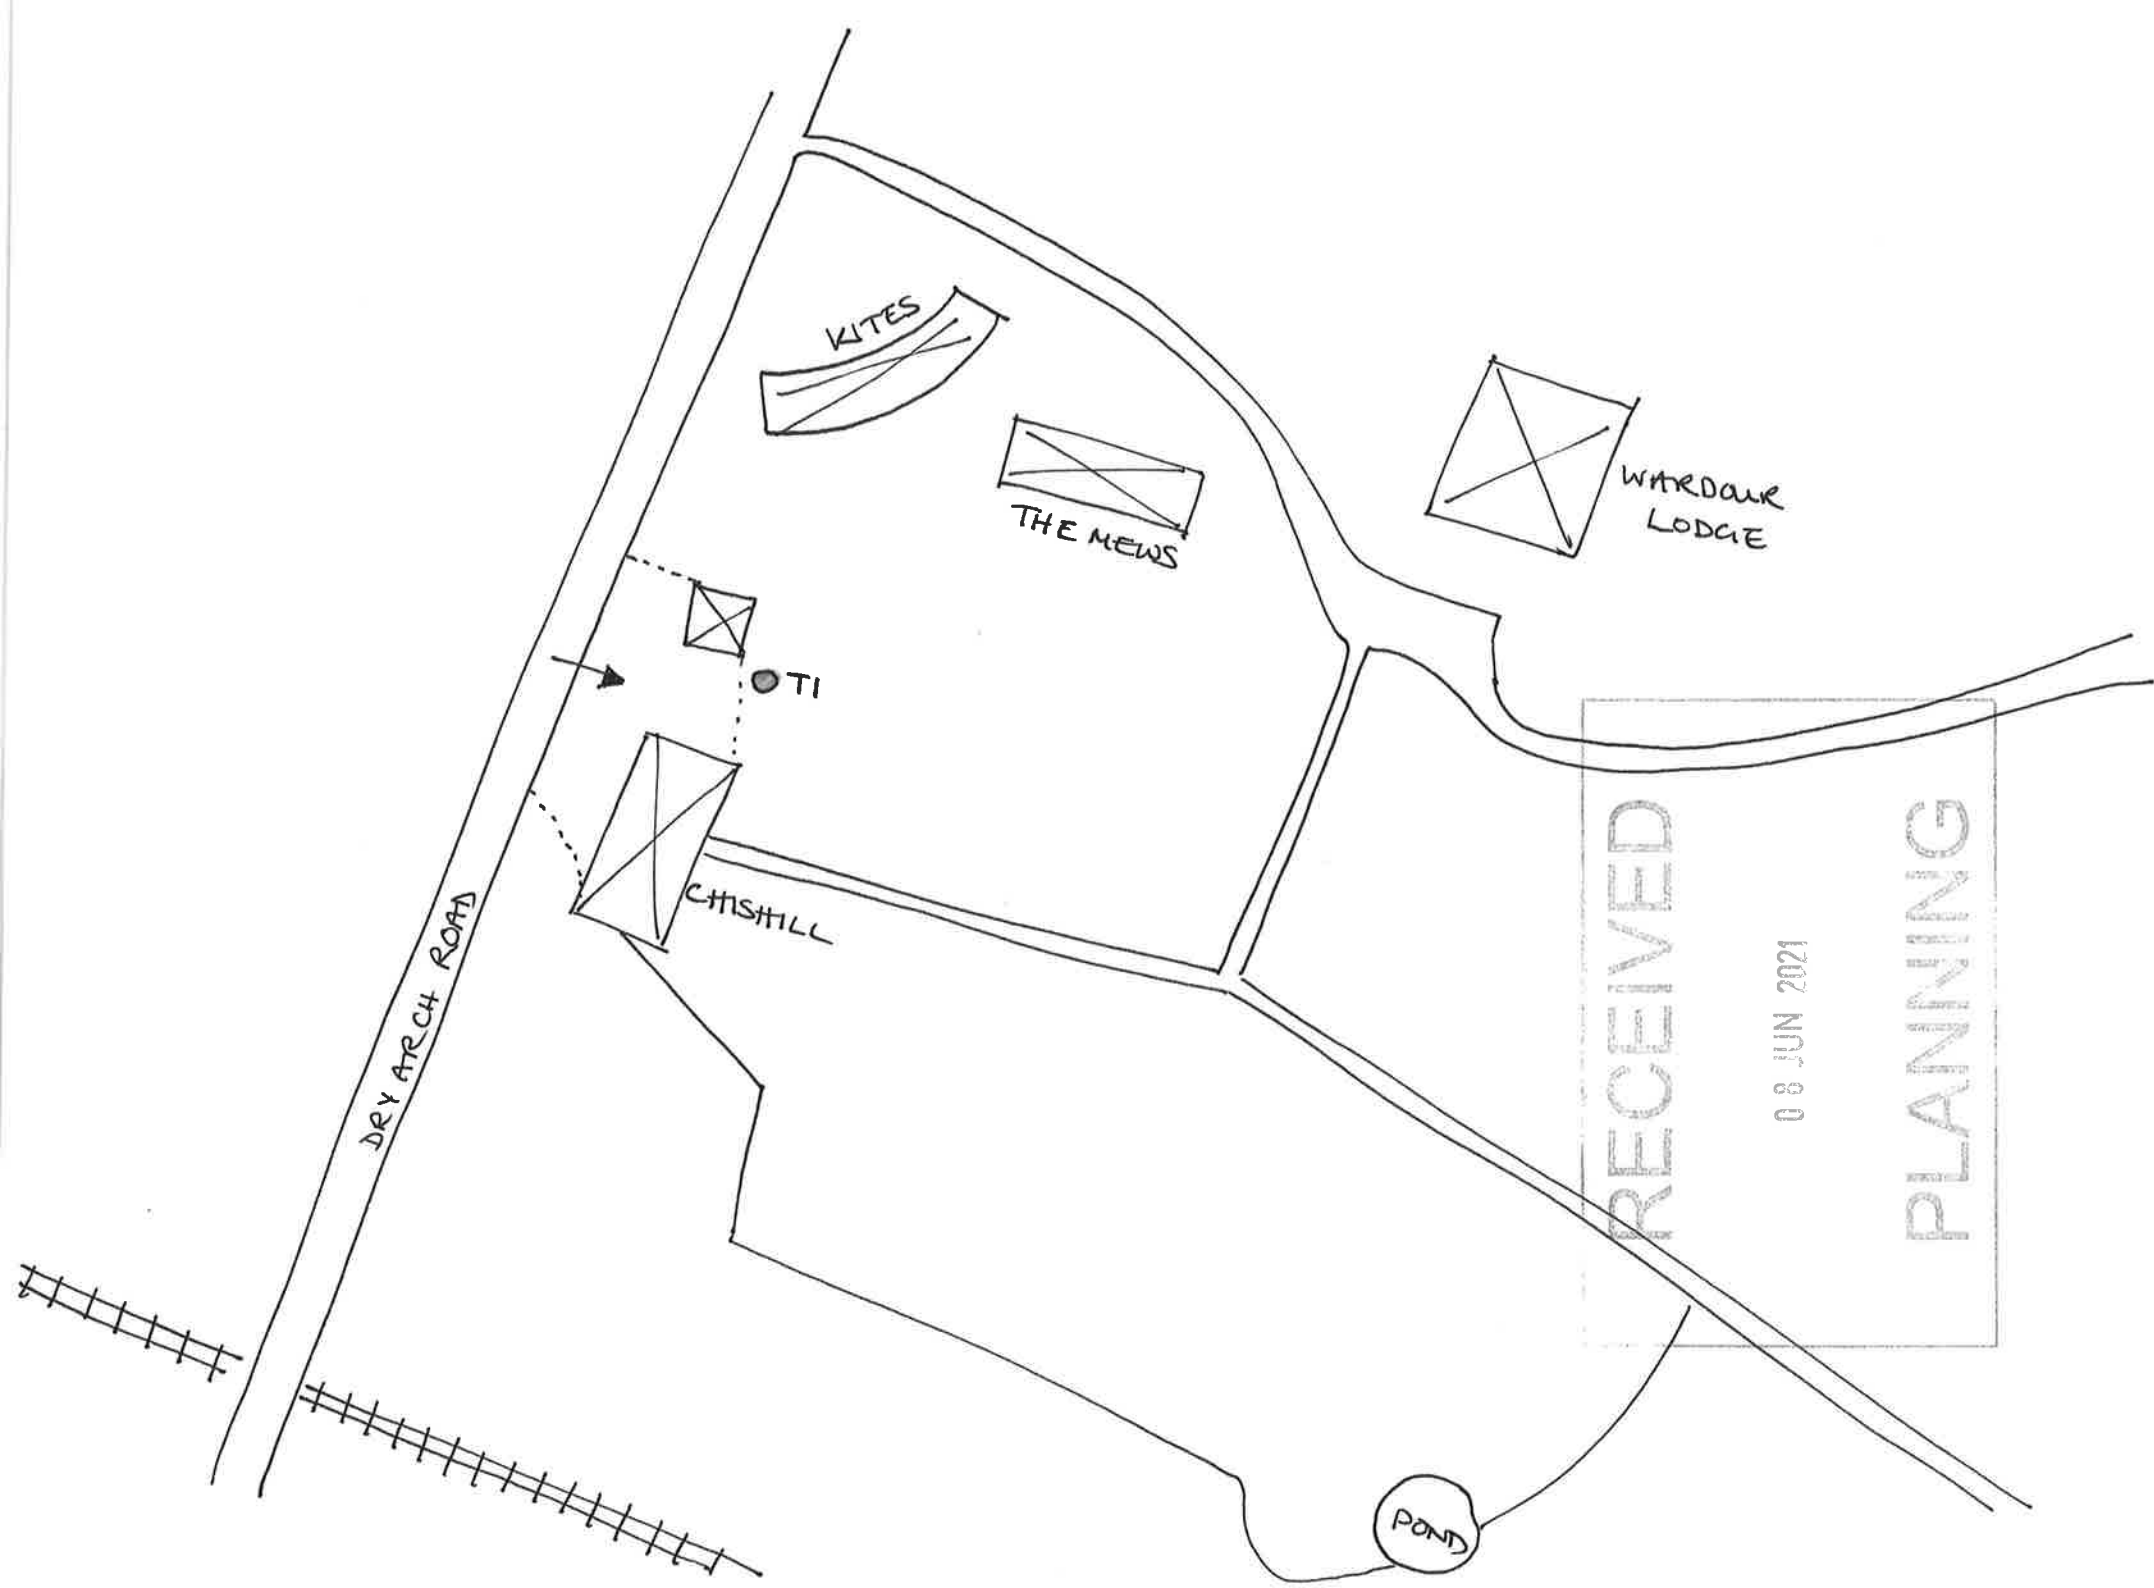 KITES
THE MEWS
WARDOUR
LODGE
T1
CHISHILL
DRY ARCH ROAD
RECEIVED
08 JUN 2021
PLANNING
POND